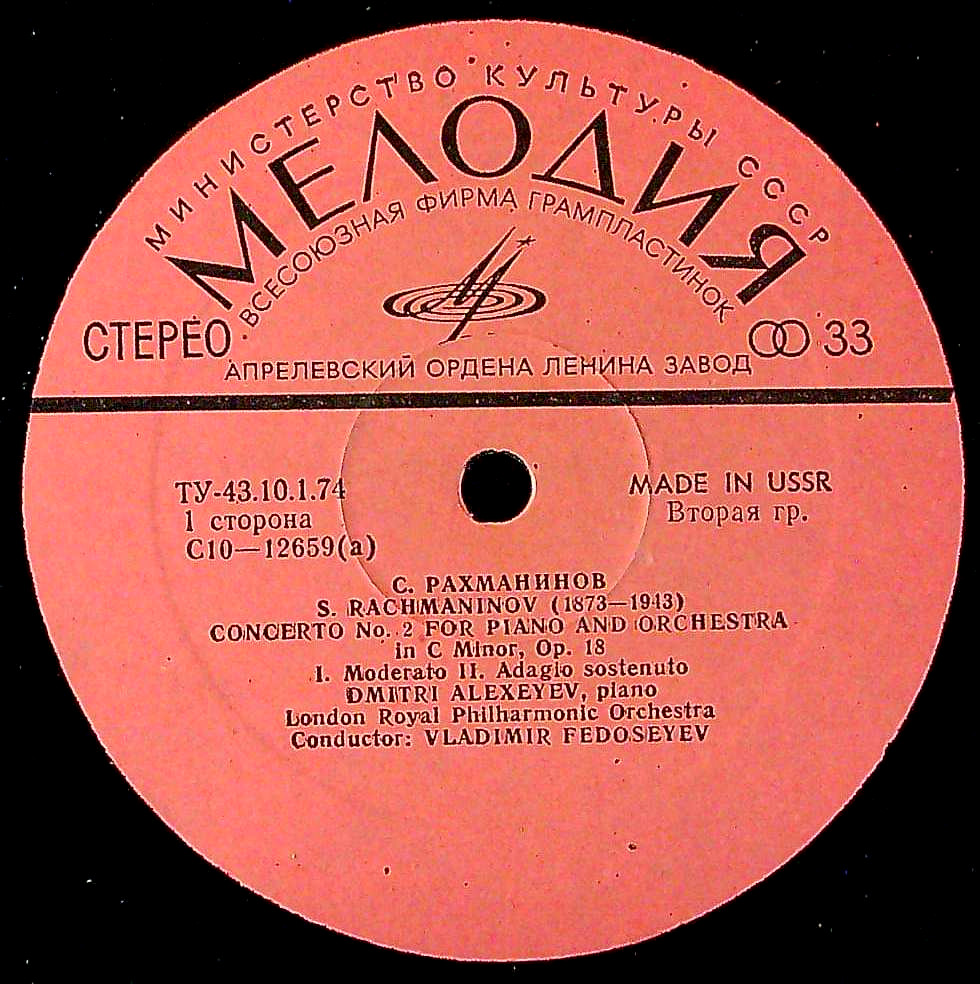 МИНИСТЕРСТВО КУЛЬТУРЫ СССР
МЕЛОДИЯ
ВСЕСОЮЗНАЯ ФИРМА ГРАМПЛАСТИНОК
СТЕРЕО
33
АПРЕЛЕВСКИЙ ОРДЕНА ЛЕНИНА ЗАВОД
ТУ-43.10.1.74
1 сторона
С10—12659(а)
MADE IN USSR
Вторая гр.
С. РАХМАНИНОВ
S. RACHMANINOV (1873—1943)
CONCERTO No. 2 FOR PIANO AND ORCHESTRA
in C Minor, Op. 18
I. Moderato II. Adagio sostenuto
DMITRI ALEXEYEV, piano
London Royal Philharmonic Orchestra
Conductor: VLADIMIR FEDOSEYEV